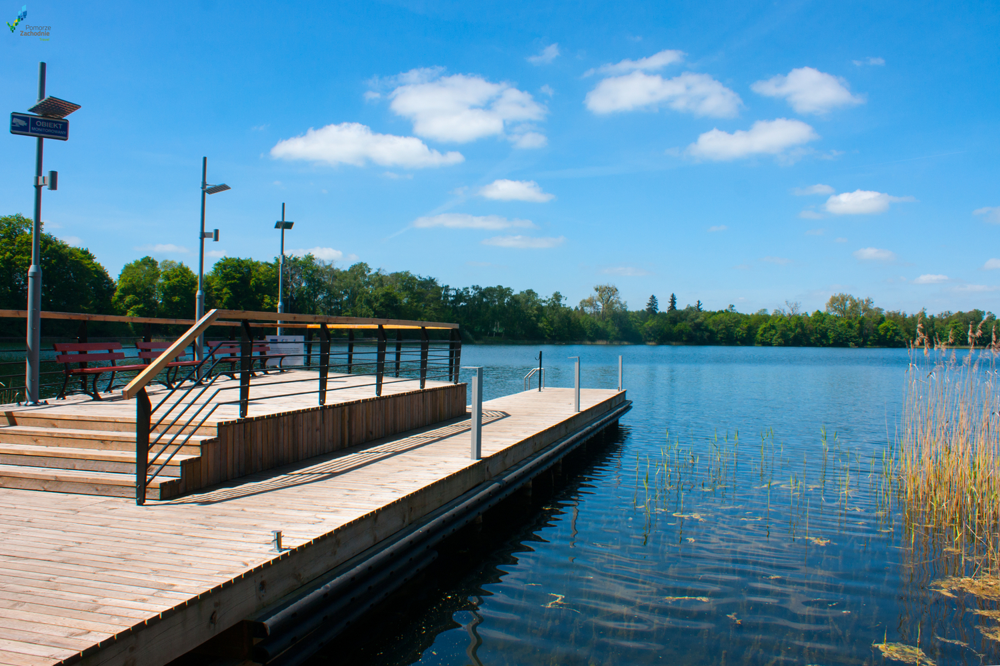 Pomorze
Zachodnie
OBIEKT
MONITOROWANY